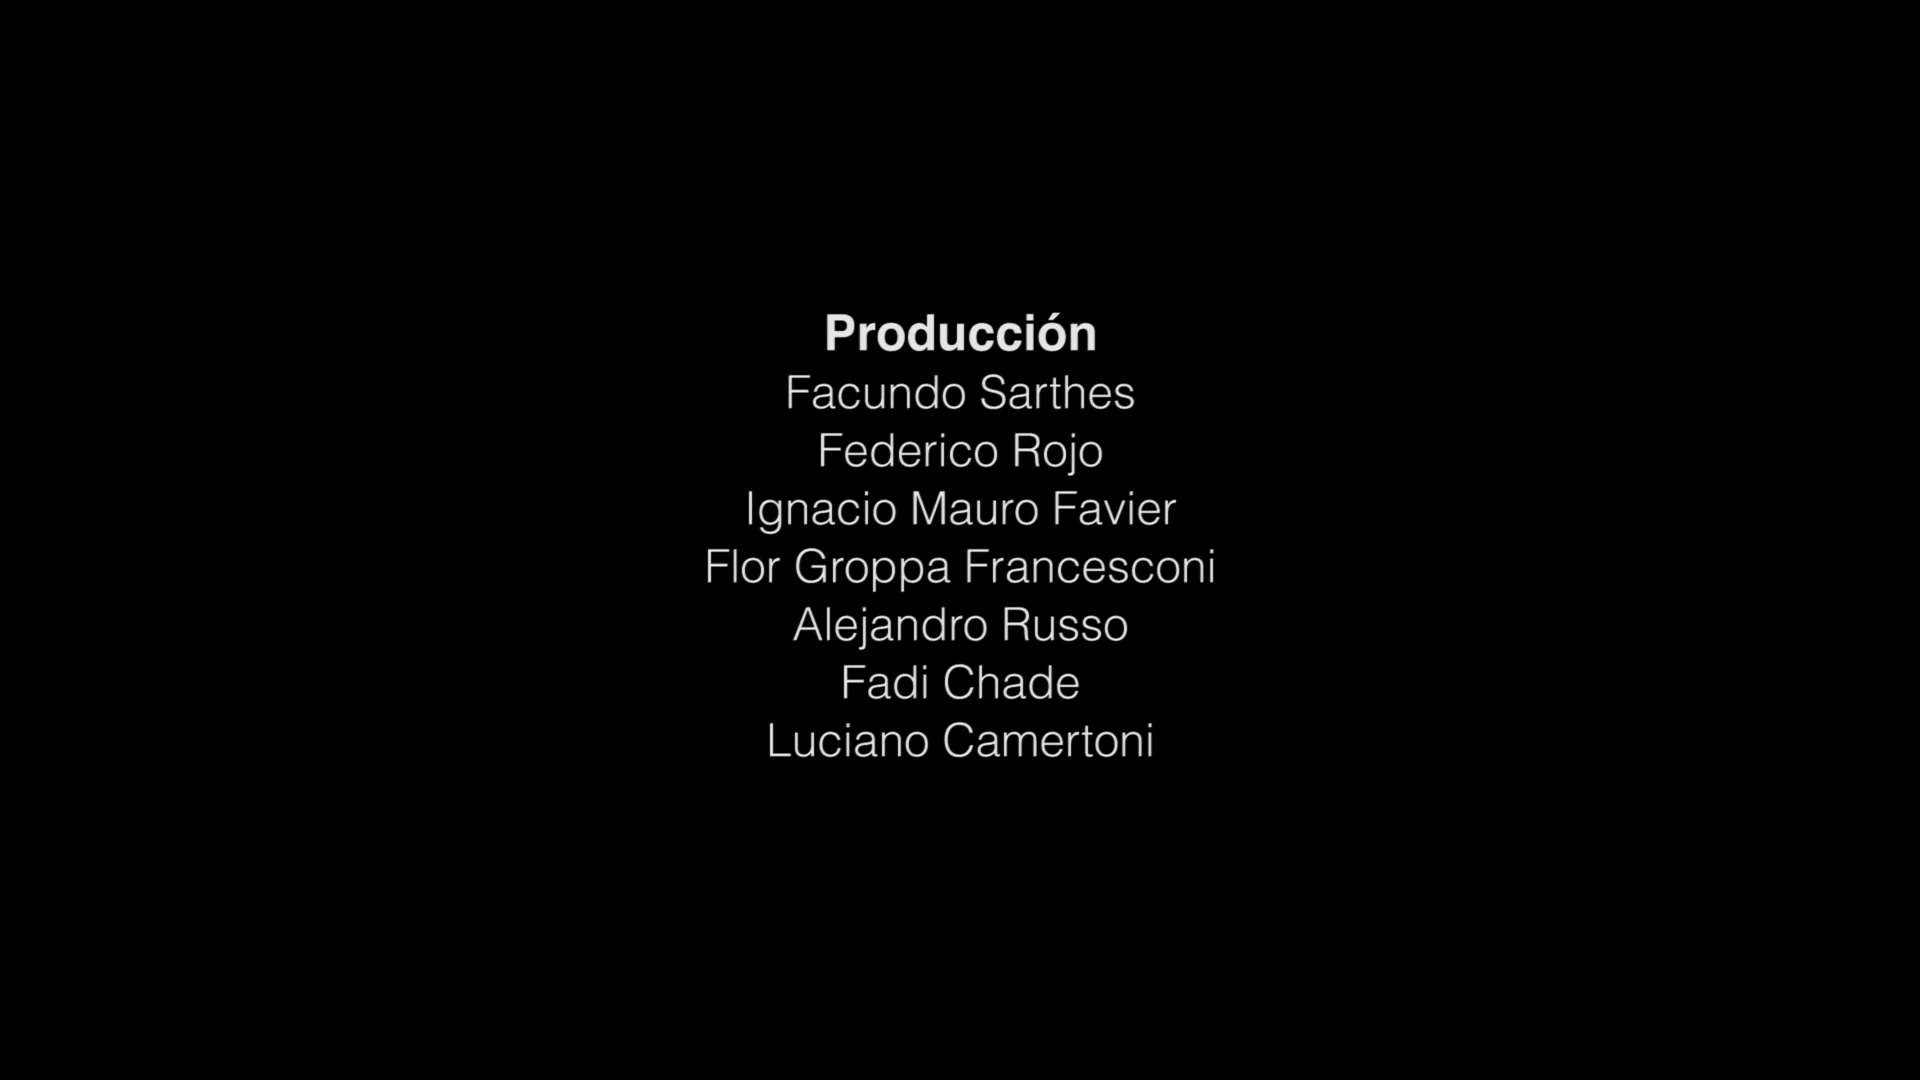 Producción
Facundo Sarthes
Federico Rojo
Ignacio Mauro Favier
Flor Groppa Francesconi
Alejandro Russo
Fadi Chade
Luciano Camertoni